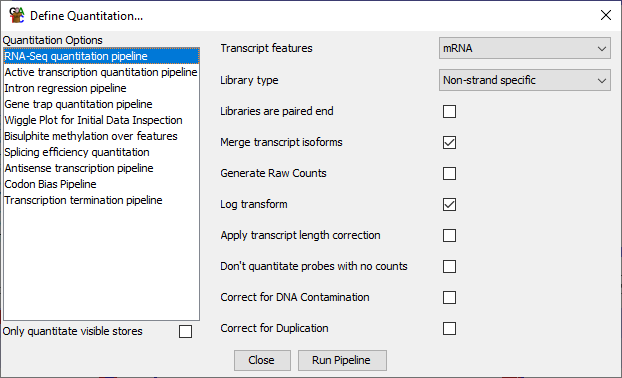 Define Quantitation...
Quantitation Options
RNA-Seq quantitation pipeline
Active transcription quantitation pipeline
Intron regression pipeline
Gene trap quantitation pipeline
Wiggle Plot for Initial Data Inspection
Bisulphite methylation over features
Splicing efficiency quantitation
Antisense transcription pipeline
Codon Bias Pipeline
Transcription termination pipeline
Only quantitate visible stores
Transcript features mRNA
Library type Non-strand specific
Libraries are paired end
Merge transcript isoforms
Generate Raw Counts
Log transform
Apply transcript length correction
Don't quantitate probes with no counts
Correct for DNA Contamination
Correct for Duplication
Close Run Pipeline